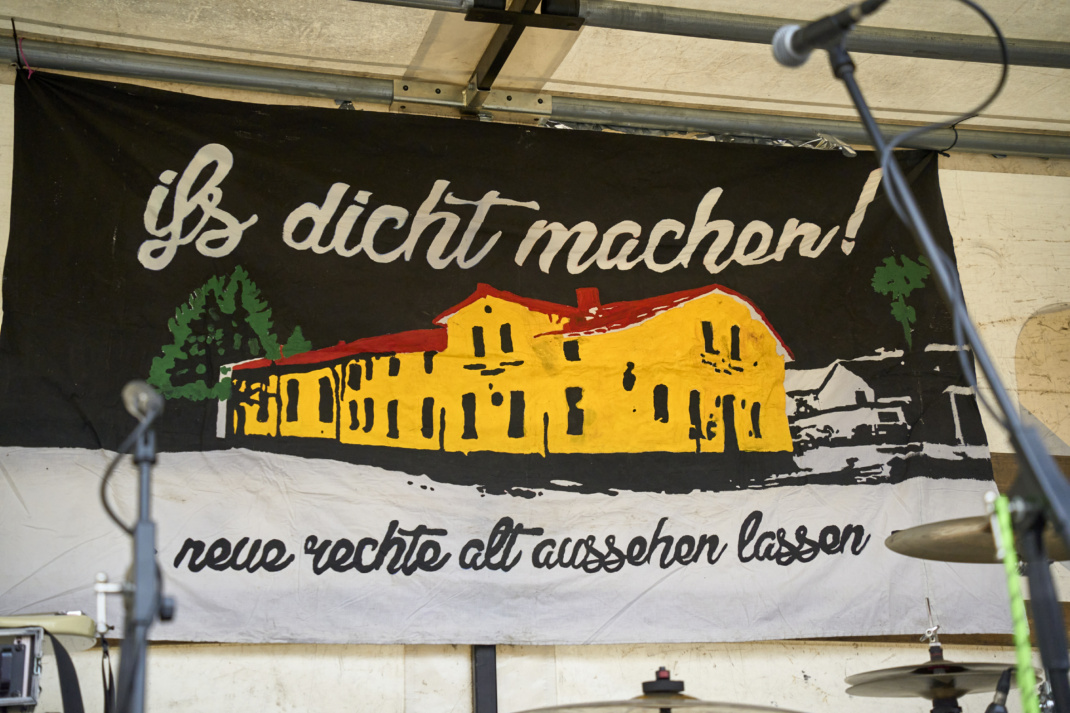 ifs dicht machen!
neue rechte alt aussehen lassen